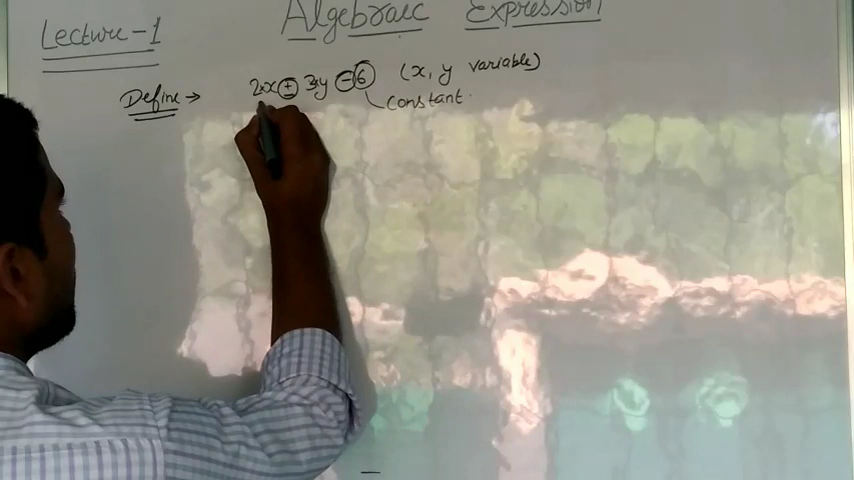 Algebraic Expression
Lecture-1
Define → 2x + 3y - 6 (x, y variable)
constant